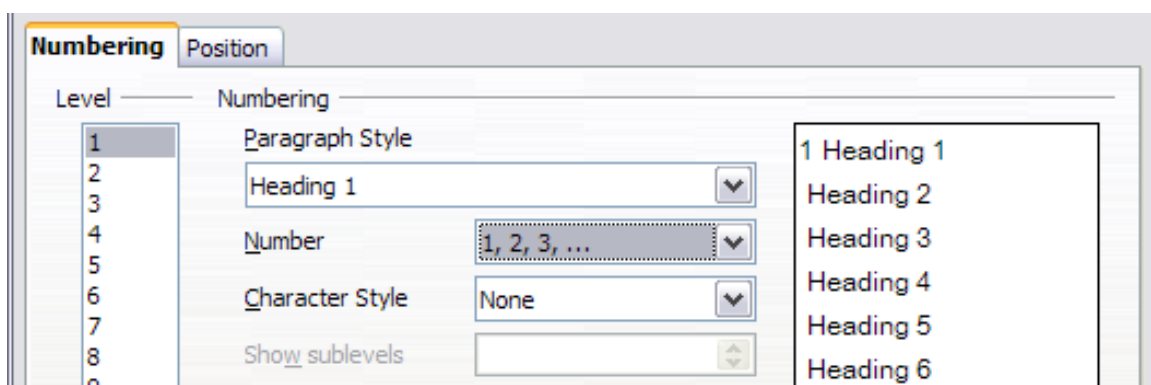 Numbering Position
Level Numbering
1
2
3
4
5
6
7
8
Paragraph Style
Heading 1
Number 1, 2, 3, ...
Character Style None
Show sublevels
1 Heading 1
Heading 2
Heading 3
Heading 4
Heading 5
Heading 6